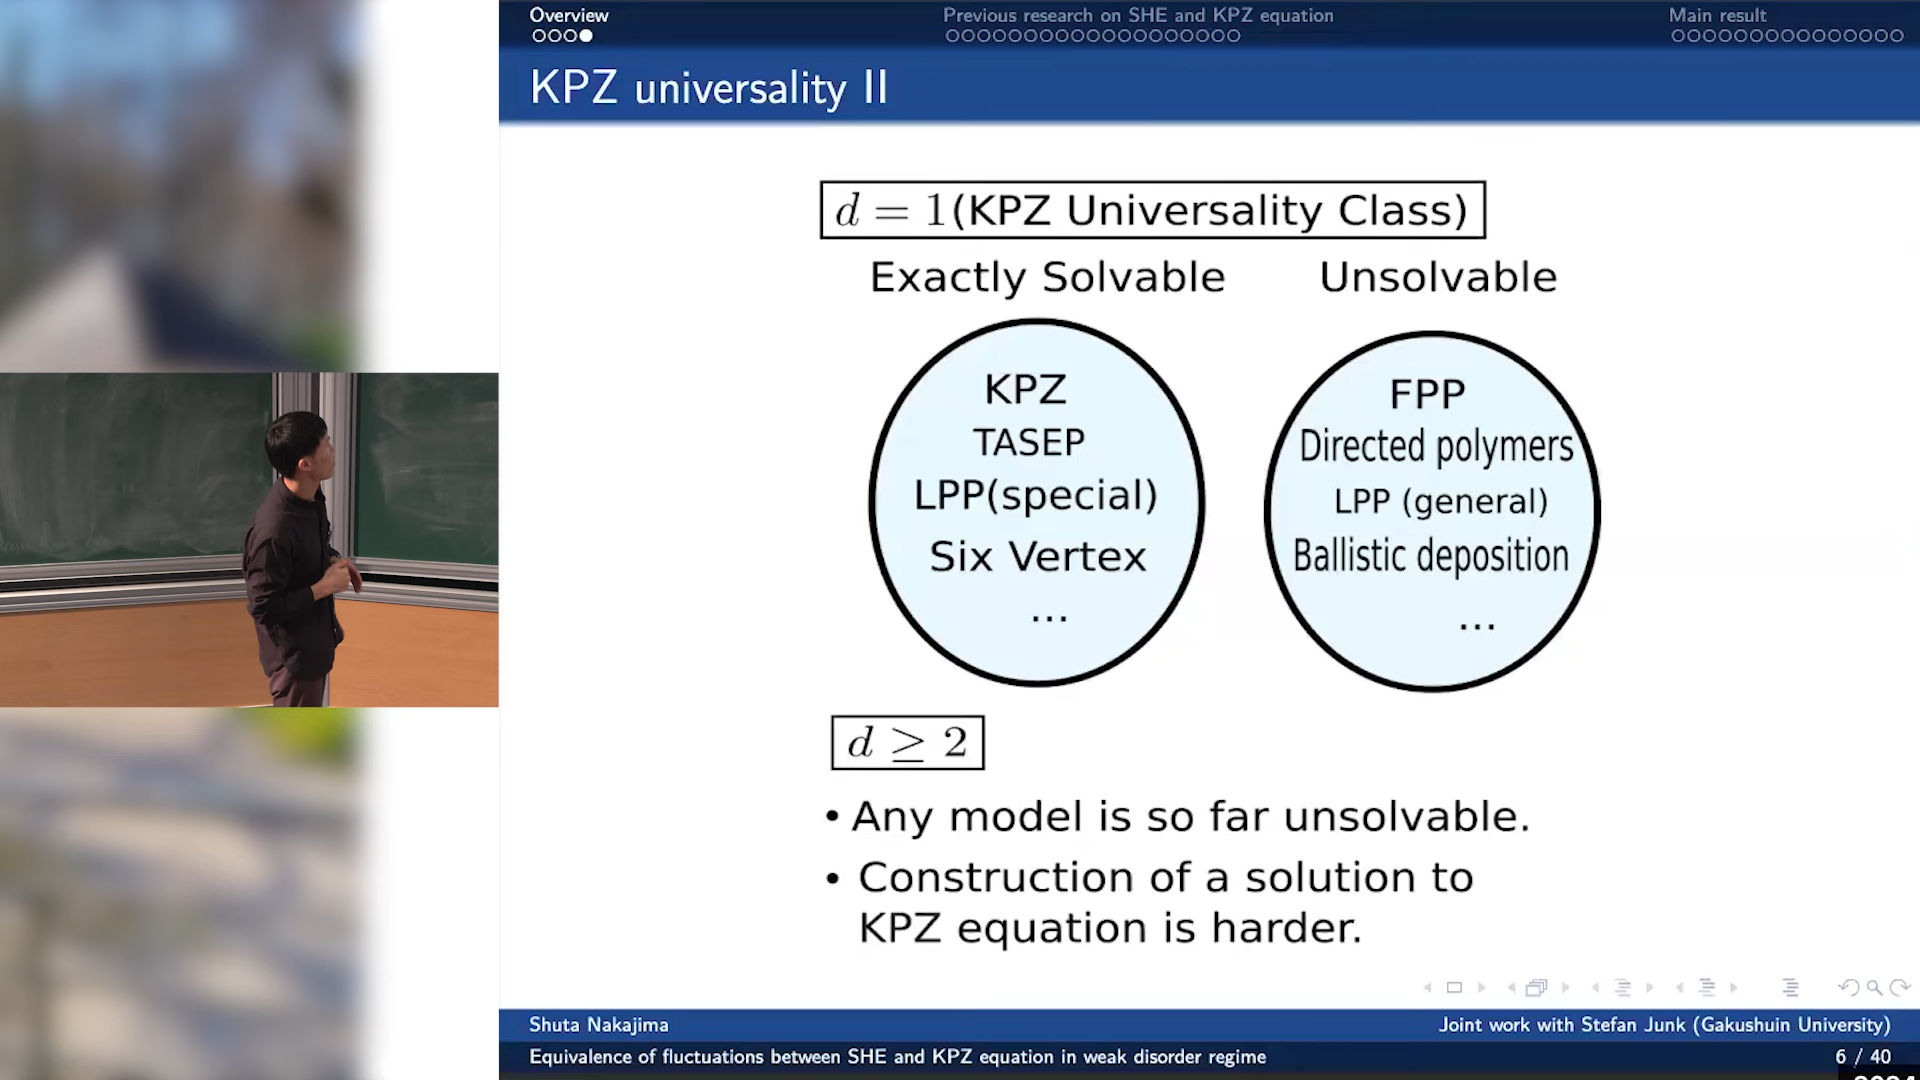 Overview
Previous research on SHE and KPZ equation
Main result
KPZ universality II
d = 1(KPZ Universality Class)
Exactly Solvable
Unsolvable
KPZ
TASEP
LPP(special)
Six Vertex
...
FPP
Directed polymers
LPP (general)
Ballistic deposition
...
d ≥ 2
• Any model is so far unsolvable.
• Construction of a solution to
KPZ equation is harder.
Shuta Nakajima
Joint work with Stefan Junk (Gakushuin University)
Equivalence of fluctuations between SHE and KPZ equation in weak disorder regime
6 / 40